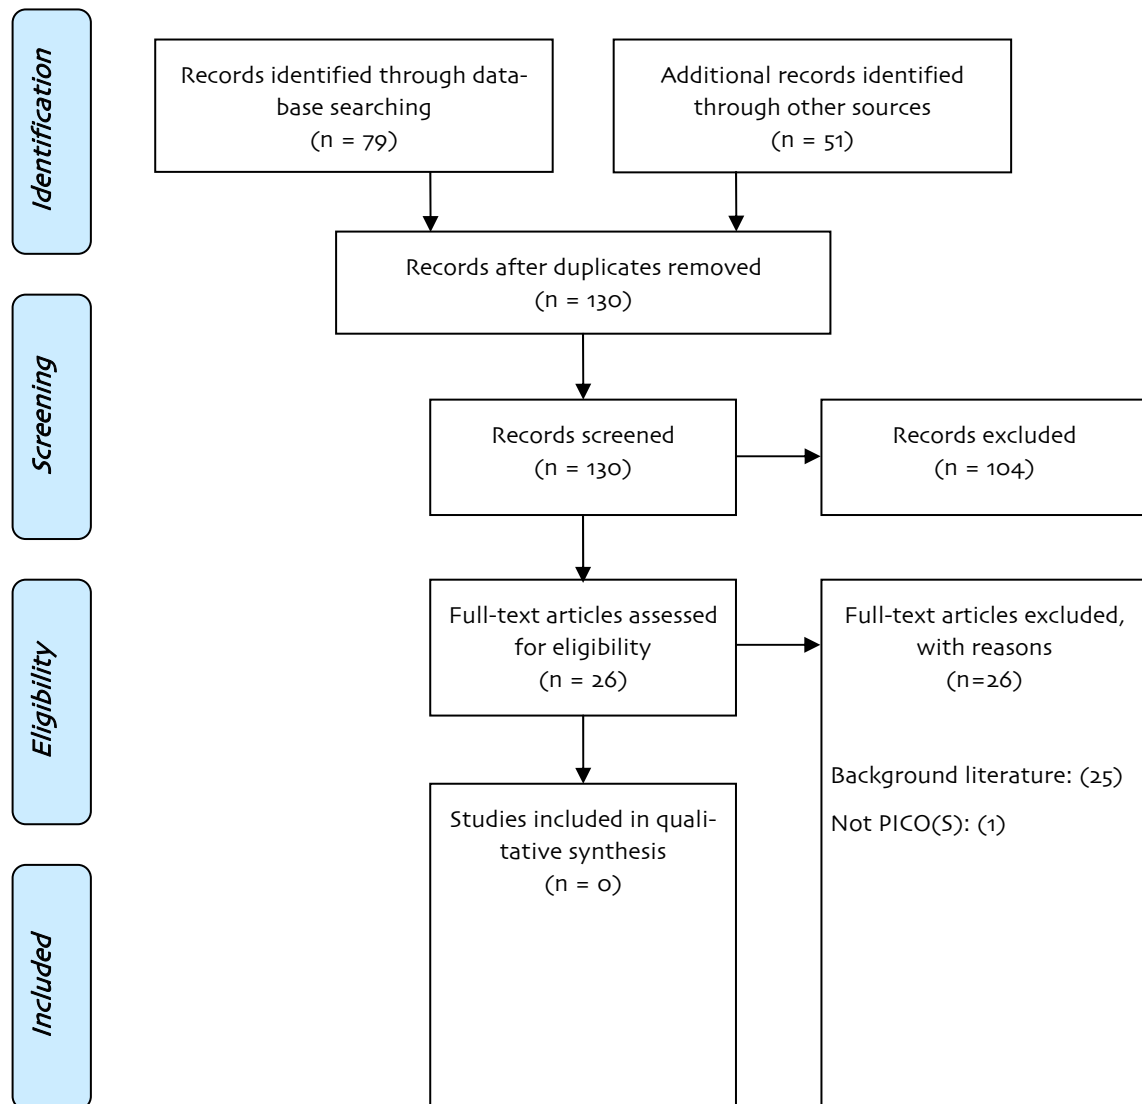 Identification
Records identified through data-
base searching
(n = 79)
Additional records identified
through other sources
(n = 51)
Records after duplicates removed
(n = 130)
Screening
Records screened
(n = 130)
Records excluded
(n = 104)
Eligibility
Full-text articles assessed
for eligibility
(n = 26)
Full-text articles excluded,
with reasons
(n=26)
Background literature: (25)
Not PICO(S): (1)
Included
Studies included in quali-
tative synthesis
(n = 0)